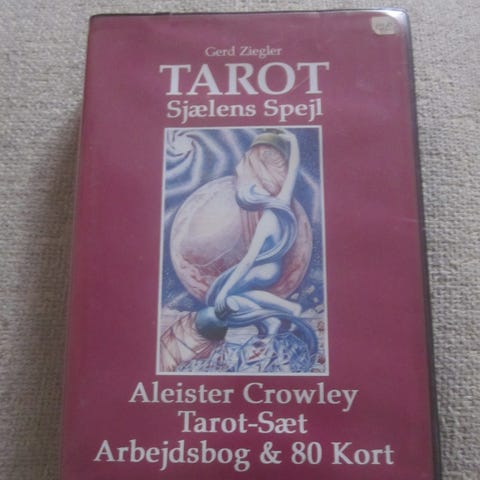 Gerd Ziegler
TAROT
Sjælens Spejl
Aleister Crowley
Tarot-Sæt
Arbejdsbog & 80 Kort